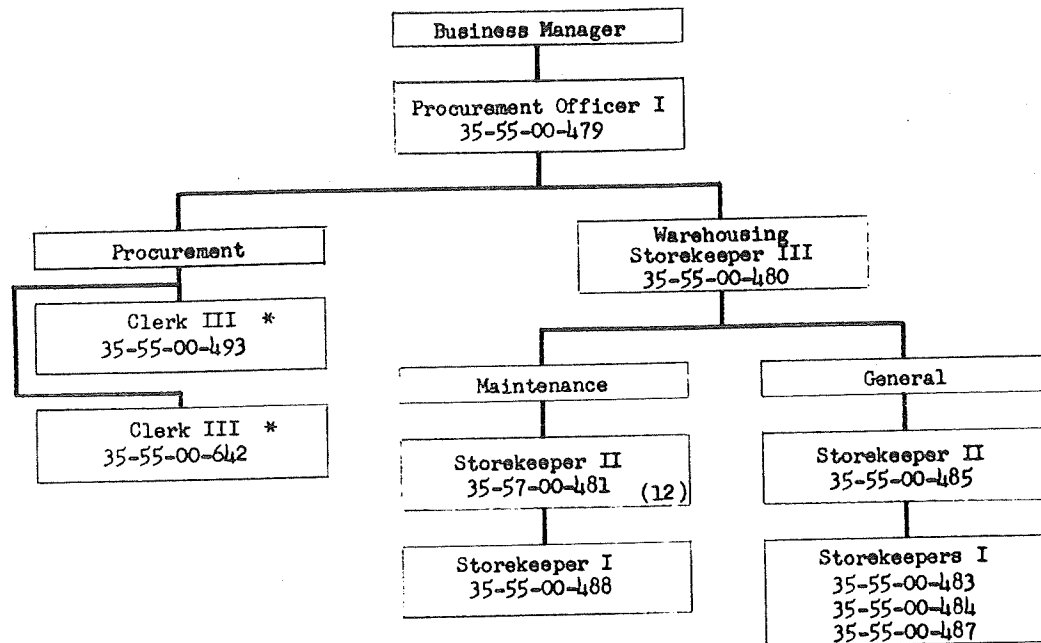 Business Manager
Procurement Officer I
35-55-00-479
Procurement
Clerk III *
35-55-00-493
Clerk III *
35-55-00-642
Warehousing
Storekeeper III
35-55-00-480
Maintenance
Storekeeper II
35-57-00-481 (12)
Storekeeper I
35-55-00-488
General
Storekeeper II
35-55-00-485
Storekeepers I
35-55-00-483
35-55-00-484
35-55-00-487